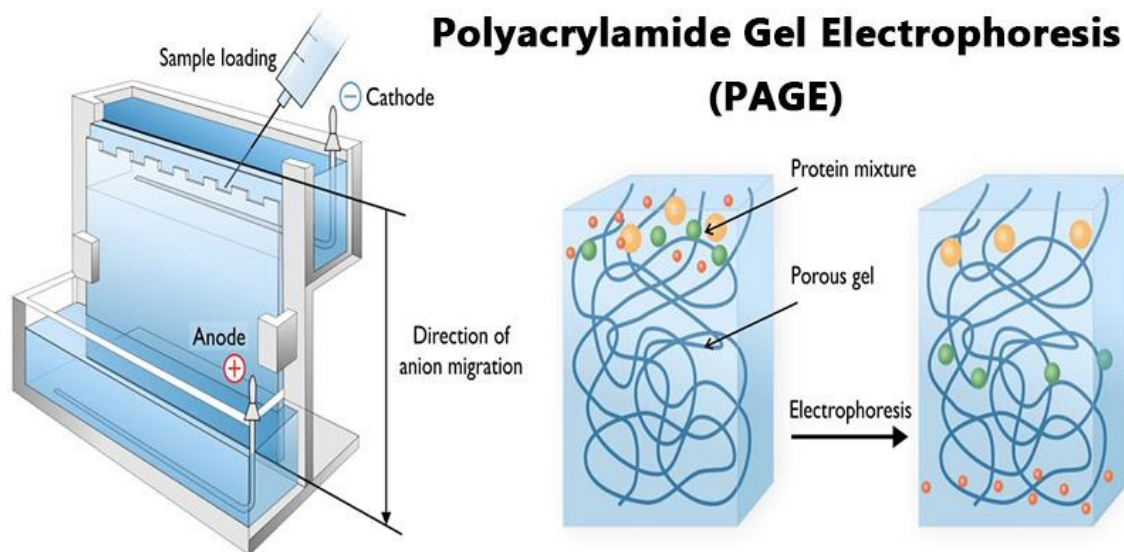 Polyacrylamide Gel Electrophoresis
(PAGE)
Sample loading
− Cathode
Anode
+
Direction of
anion migration
Protein mixture
Porous gel
Electrophoresis